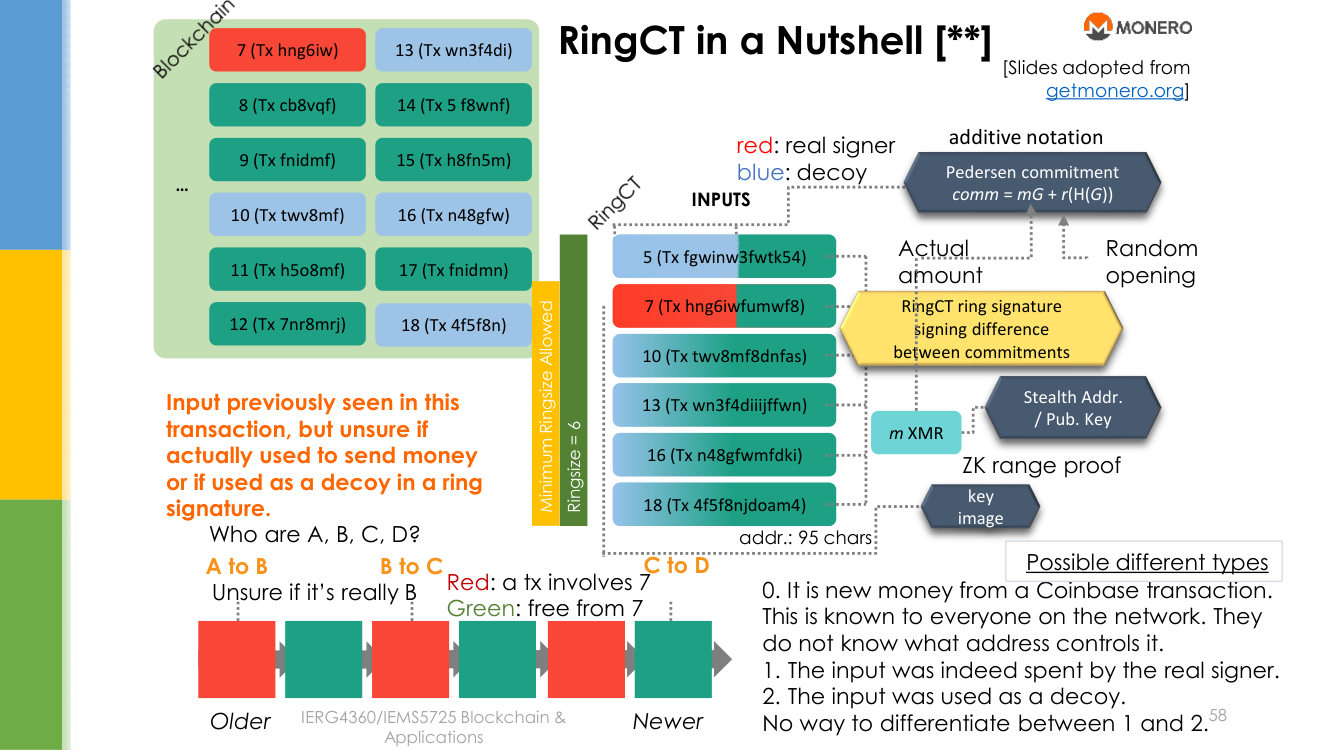 Blockchain
7 (Tx hng6iw)
13 (Tx wn3f4di)
8 (Tx cb8vqf)
14 (Tx 5 f8wnf)
9 (Tx fnidmf)
15 (Tx h8fn5m)
...
10 (Tx twv8mf)
16 (Tx n48gfw)
11 (Tx h5o8mf)
17 (Tx fnidmn)
12 (Tx 7nr8mrj)
18 (Tx 4f5f8n)
RingCT in a Nutshell [**]
MONERO
[Slides adopted from
getmonero.org]
red: real signer
blue: decoy
additive notation
Pedersen commitment
comm = mG + r(H(G))
RingCT
INPUTS
Actual
amount
Random
opening
5 (Tx fgwinw3fwtk54)
7 (Tx hng6iwfumwf8)
10 (Tx twv8mf8dnfas)
13 (Tx wn3f4diiijffwn)
16 (Tx n48gfwmfdki)
18 (Tx 4f5f8njdoam4)
RingCT ring signature
signing difference
between commitments
Minimum Ringsize Allowed
Ringsize = 6
m XMR
Stealth Addr.
/ Pub. Key
ZK range proof
key
image
addr.: 95 chars
Input previously seen in this
transaction, but unsure if
actually used to send money
or if used as a decoy in a ring
signature.
Who are A, B, C, D?
A to B
B to C
C to D
Unsure if it’s really B
Red: a tx involves 7
Green: free from 7
Older
Newer
Possible different types
0. It is new money from a Coinbase transaction.
This is known to everyone on the network. They
do not know what address controls it.
1. The input was indeed spent by the real signer.
2. The input was used as a decoy.
No way to differentiate between 1 and 2.
IERG4360/IEMS5725 Blockchain &
Applications
58